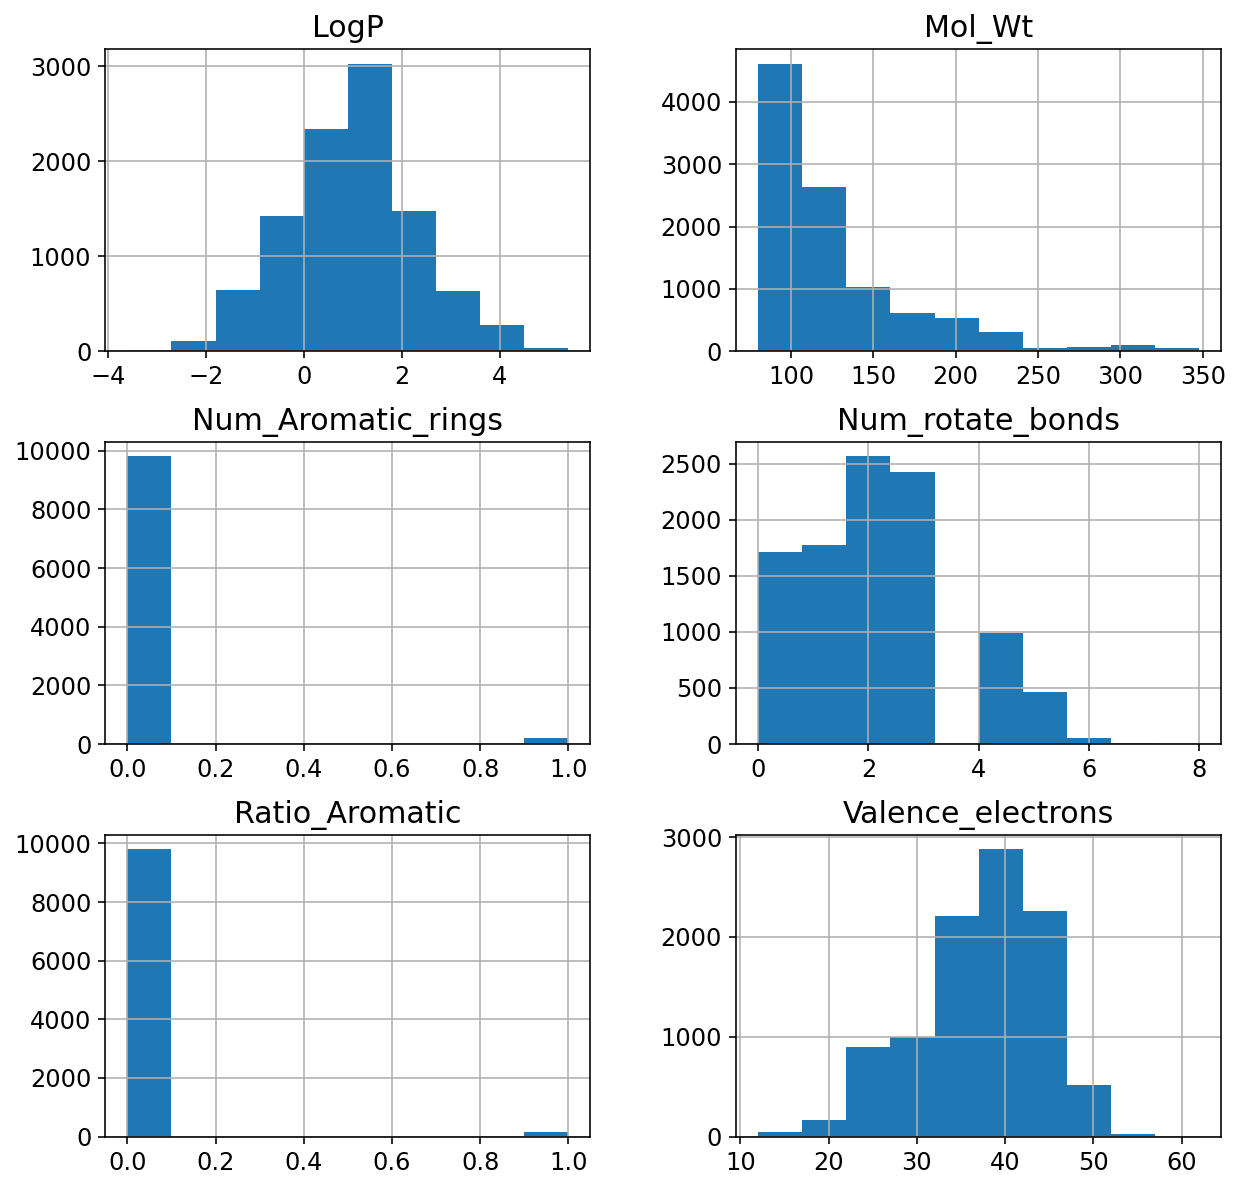 LogP
3000
2000
1000
0
−4 −2 0 2 4
Mol_Wt
4000
3000
2000
1000
0
100 150 200 250 300 350
Num_Aromatic_rings
10000
8000
6000
4000
2000
0
0.0 0.2 0.4 0.6 0.8 1.0
Num_rotate_bonds
2500
2000
1500
1000
500
0
0 2 4 6 8
Ratio_Aromatic
10000
8000
6000
4000
2000
0
0.0 0.2 0.4 0.6 0.8 1.0
Valence_electrons
3000
2000
1000
0
10 20 30 40 50 60